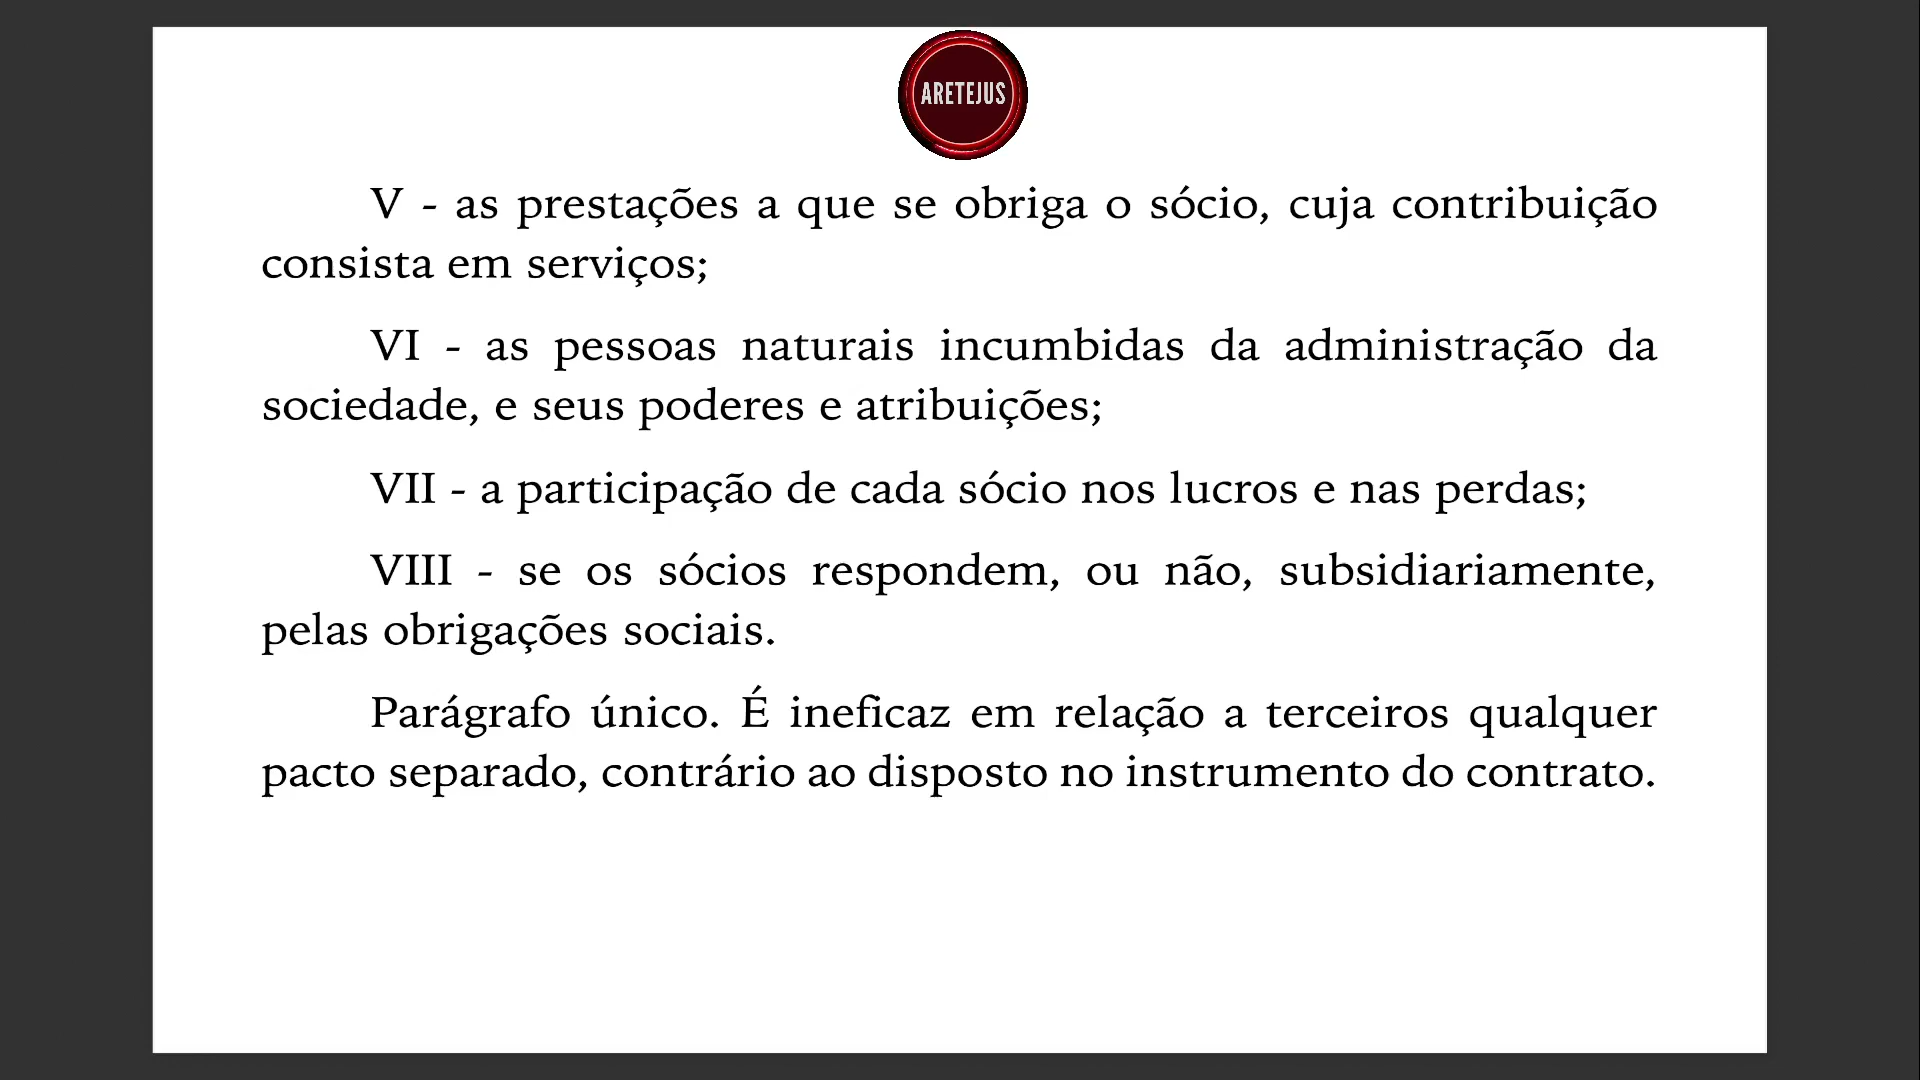 ARETEJUS
V - as prestações a que se obriga o sócio, cuja contribuição
consista em serviços;
VI - as pessoas naturais incumbidas da administração da
sociedade, e seus poderes e atribuições;
VII - a participação de cada sócio nos lucros e nas perdas;
VIII - se os sócios respondem, ou não, subsidiariamente,
pelas obrigações sociais.
Parágrafo único. É ineficaz em relação a terceiros qualquer
pacto separado, contrário ao disposto no instrumento do contrato.